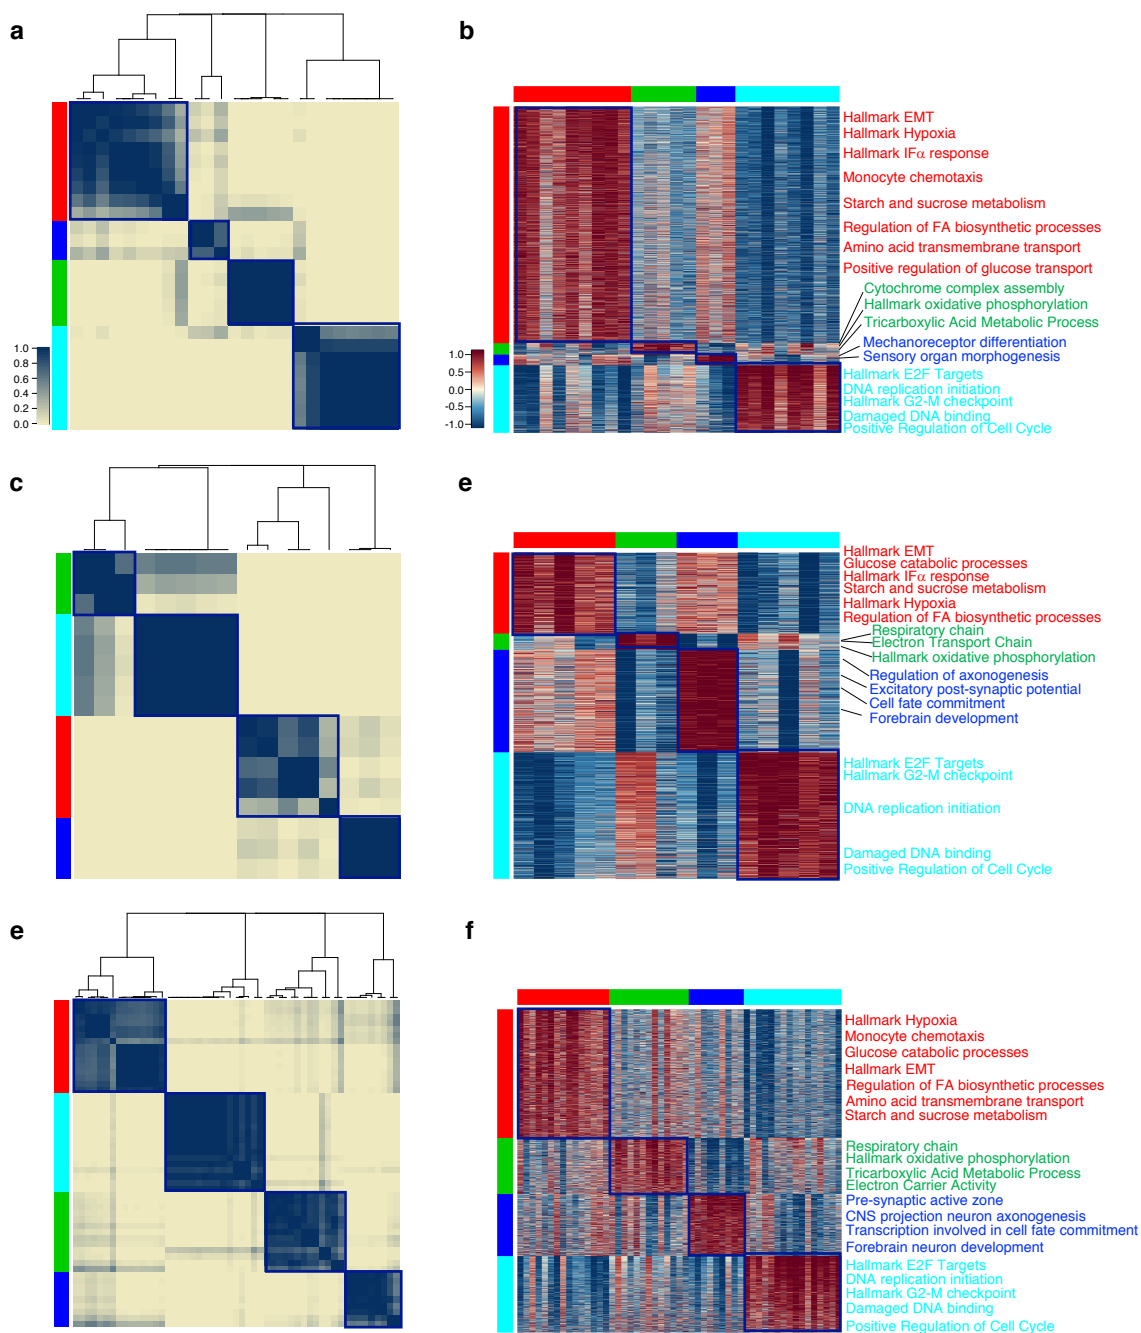 a
b
Hallmark EMT
Hallmark Hypoxia
Hallmark IFα response
Monocyte chemotaxis
Starch and sucrose metabolism
Regulation of FA biosynthetic processes
Amino acid transmembrane transport
Positive regulation of glucose transport
Cytochrome complex assembly
Hallmark oxidative phosphorylation
Tricarboxylic Acid Metabolic Process
Mechanoreceptor differentiation
Sensory organ morphogenesis
Hallmark E2F Targets
DNA replication initiation
Hallmark G2-M checkpoint
Damaged DNA binding
Positive Regulation of Cell Cycle
1.0
0.8
0.6
0.4
0.2
0.0
1.0
0.5
0.0
-0.5
-1.0
c
e
Hallmark EMT
Glucose catabolic processes
Hallmark IFα response
Starch and sucrose metabolism
Hallmark Hypoxia
Regulation of FA biosynthetic processes
Respiratory chain
Electron Transport Chain
Hallmark oxidative phosphorylation
Regulation of axonogenesis
Excitatory post-synaptic potential
Cell fate commitment
Forebrain development
Hallmark E2F Targets
Hallmark G2-M checkpoint
DNA replication initiation
Damaged DNA binding
Positive Regulation of Cell Cycle
e
f
Hallmark Hypoxia
Monocyte chemotaxis
Glucose catabolic processes
Hallmark EMT
Regulation of FA biosynthetic processes
Amino acid transmembrane transport
Starch and sucrose metabolism
Respiratory chain
Hallmark oxidative phosphorylation
Tricarboxylic Acid Metabolic Process
Electron Carrier Activity
Pre-synaptic active zone
CNS projection neuron axonogenesis
Transcription involved in cell fate commitment
Forebrain neuron development
Hallmark E2F Targets
DNA replication initiation
Hallmark G2-M checkpoint
Damaged DNA binding
Positive Regulation of Cell Cycle